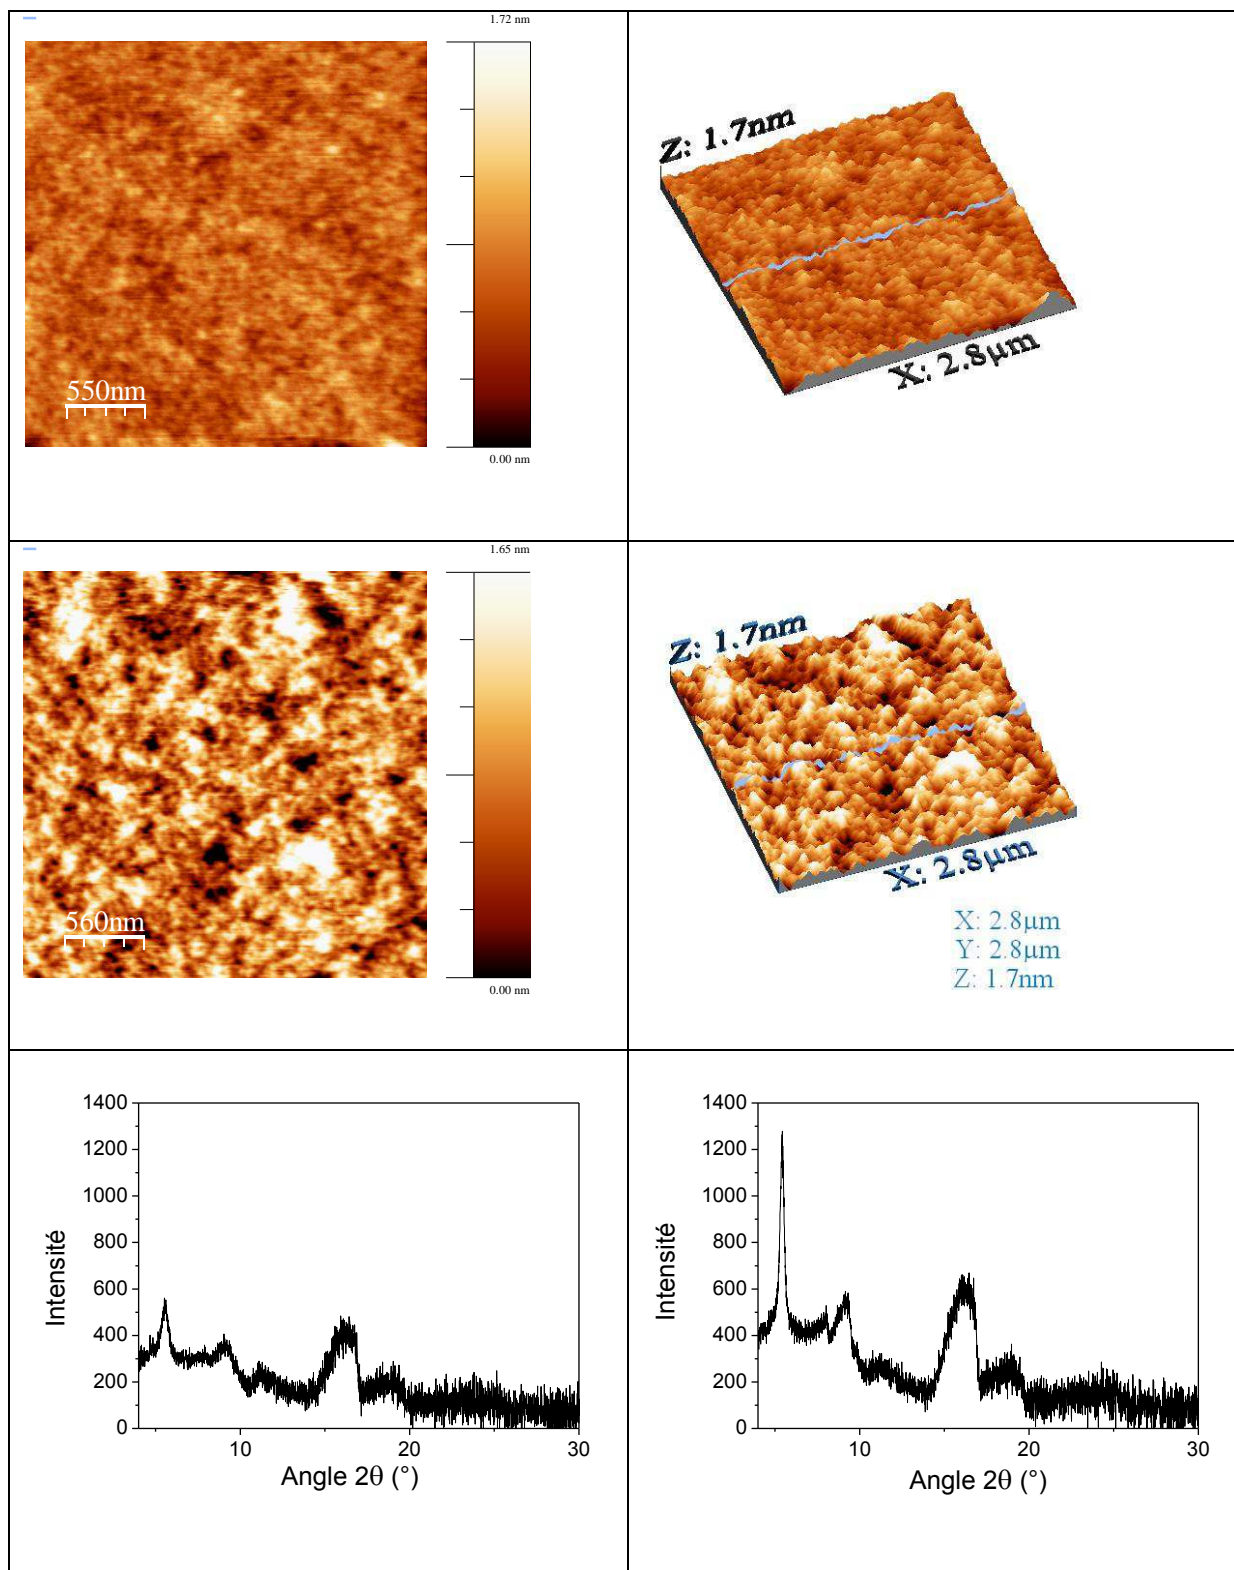 1.72 nm
550nm
0.00 nm
Z: 1.7nm
X: 2.8µm
1.65 nm
560nm
0.00 nm
Z: 1.7nm
X: 2.8µm
X: 2.8µm
Y: 2.8µm
Z: 1.7nm
1400
1200
1000
800
600
400
200
0
10
20
30
Intensité
Angle 2θ (°)
1400
1200
1000
800
600
400
200
0
10
20
30
Intensité
Angle 2θ (°)